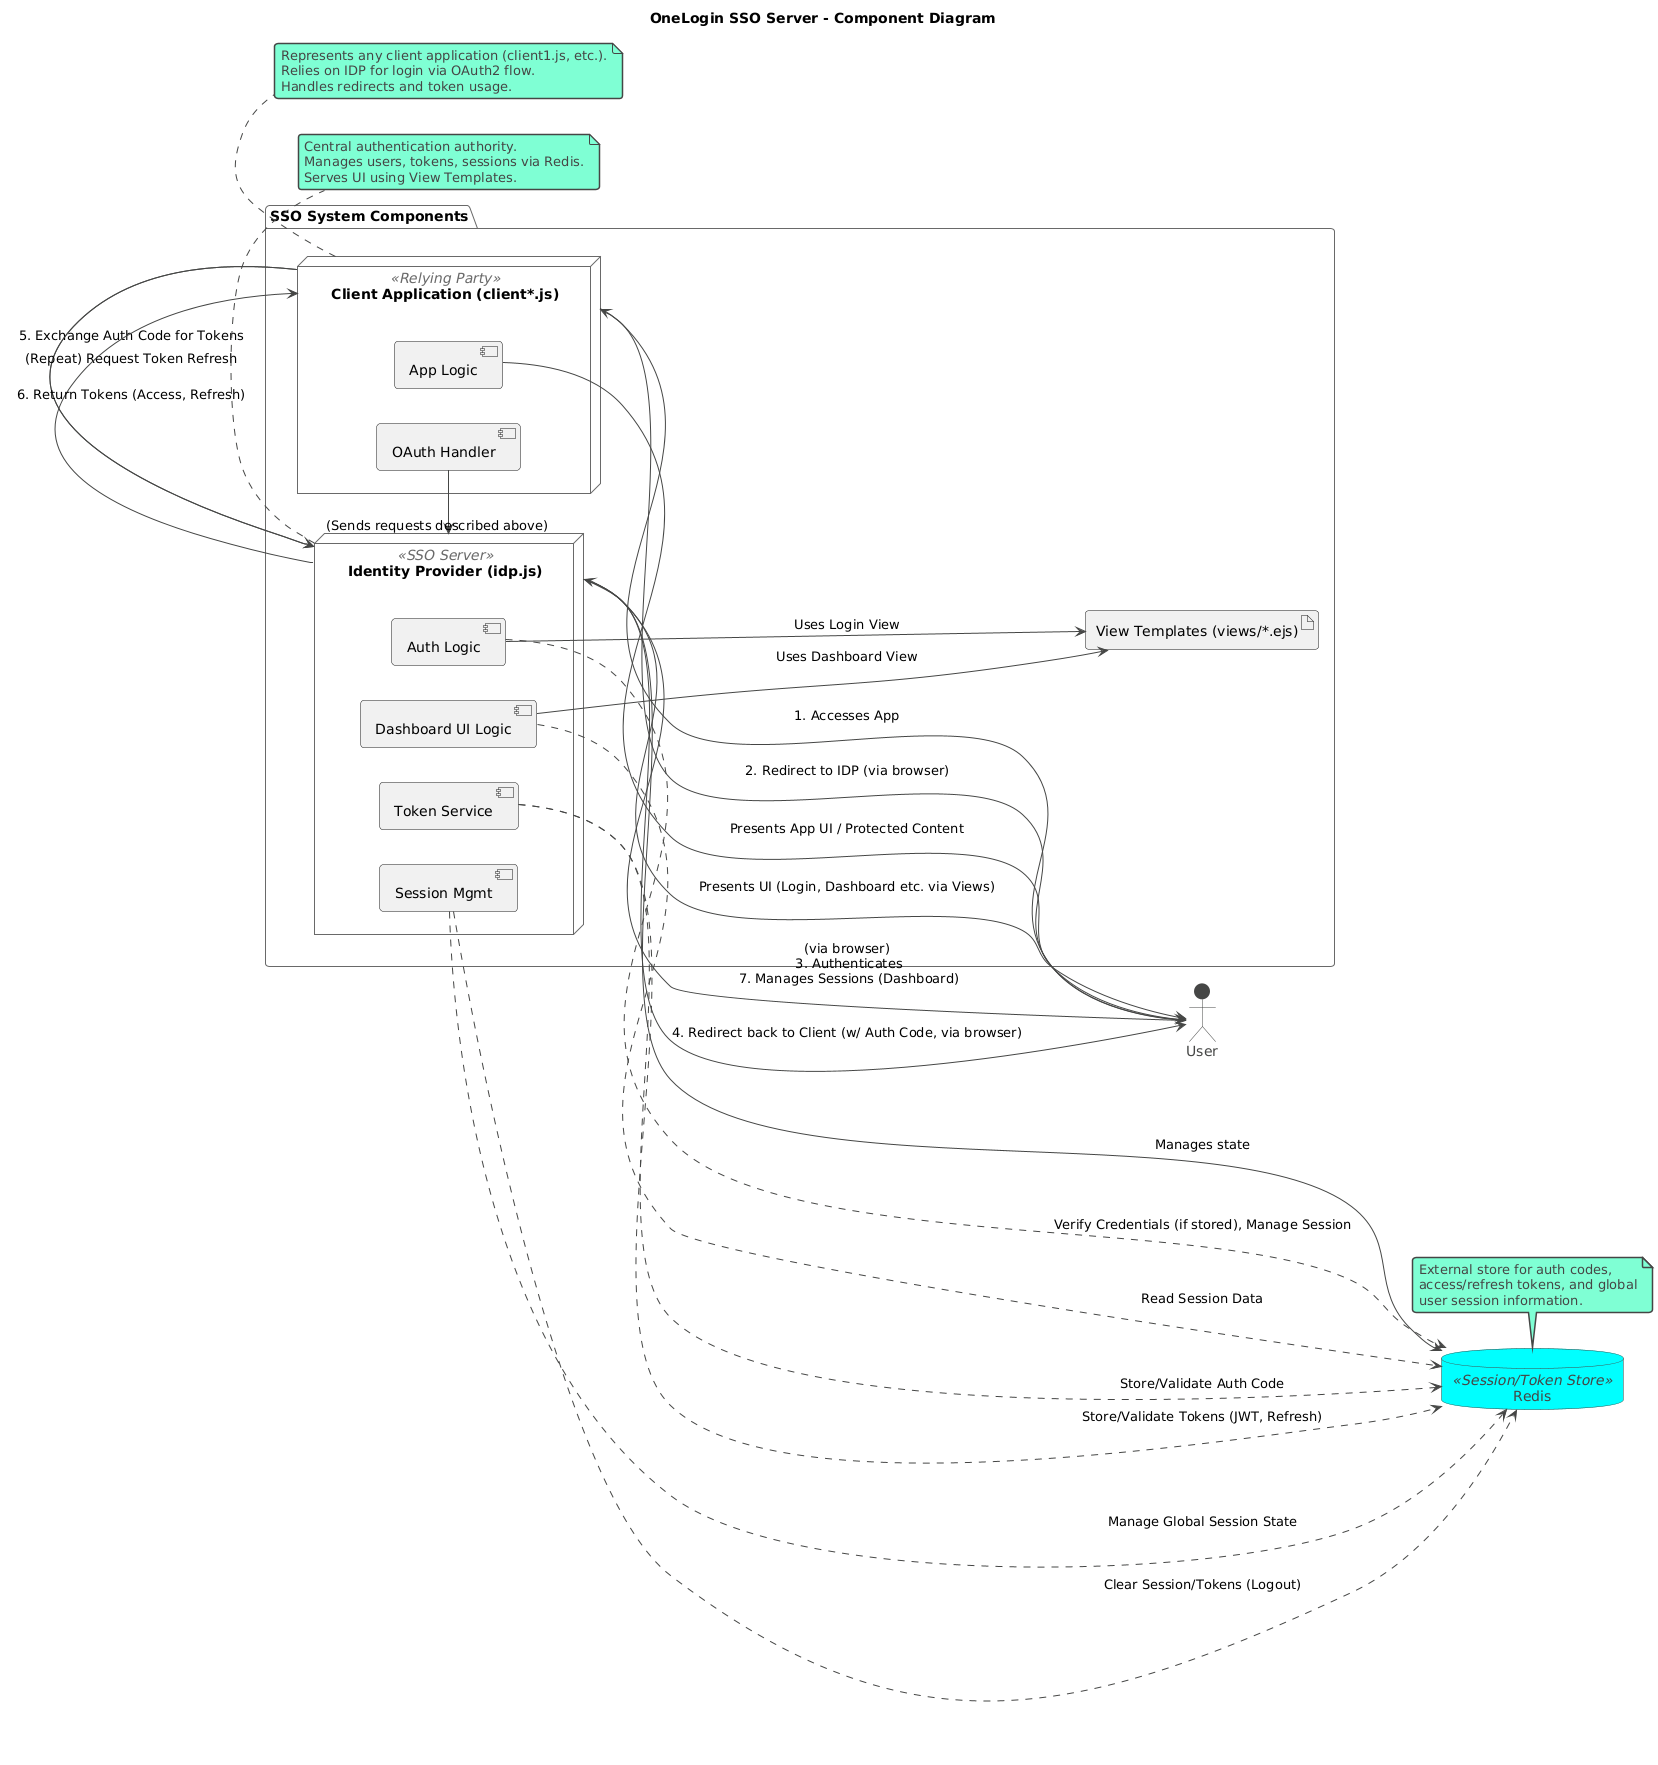 OneLogin SSO Server - Component Diagram
Represents any client application (client1.js, etc.).
Relies on IDP for login via OAuth2 flow.
Handles redirects and token usage.
Central authentication authority.
Manages users, tokens, sessions via Redis.
Serves UI using View Templates.
SSO System Components
«Relying Party»
Client Application (client*.js)
5. Exchange Auth Code for Tokens
(Repeat) Request Token Refresh
6. Return Tokens (Access, Refresh)
App Logic
OAuth Handler
(Sends requests described above)
«SSO Server»
Identity Provider (idp.js)
Auth Logic
Dashboard UI Logic
Token Service
Session Mgmt
Uses Login View
Uses Dashboard View
View Templates (views/*.ejs)
1. Accesses App
2. Redirect to IDP (via browser)
Presents App UI / Protected Content
Presents UI (Login, Dashboard etc. via Views)
(via browser)
3. Authenticates
7. Manages Sessions (Dashboard)
4. Redirect back to Client (w/ Auth Code, via browser)
User
Manages state
Verify Credentials (if stored), Manage Session
Read Session Data
External store for auth codes,
access/refresh tokens, and global
user session information.
Store/Validate Auth Code
«Session/Token Store»
Redis
Store/Validate Tokens (JWT, Refresh)
Manage Global Session State
Clear Session/Tokens (Logout)